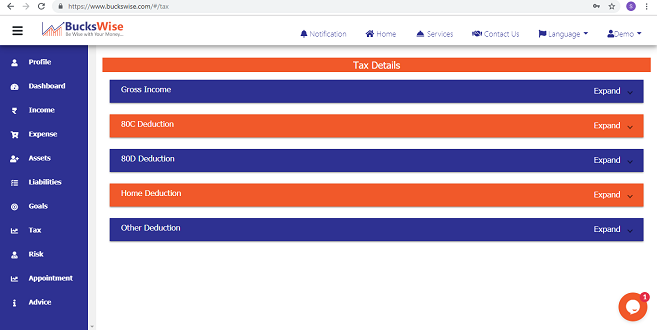 https://www.buckswise.com/#/tax
S
BucksWise
Be Wise with Your Money...
Notification
Home
Services
Contact Us
Language
Demo
Profile
Dashboard
Income
Expense
Assets
Liabilities
Goals
Tax
Risk
Appointment
Advice
Tax Details
Gross Income Expand
80C Deduction Expand
80D Deduction Expand
Home Deduction Expand
Other Deduction Expand
1